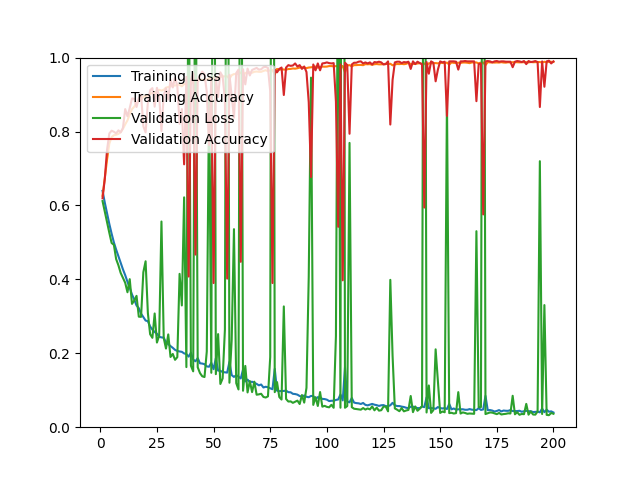 1.0
0.8
0.6
0.4
0.2
0.0
Training Loss
Training Accuracy
Validation Loss
Validation Accuracy
0 25 50 75 100 125 150 175 200